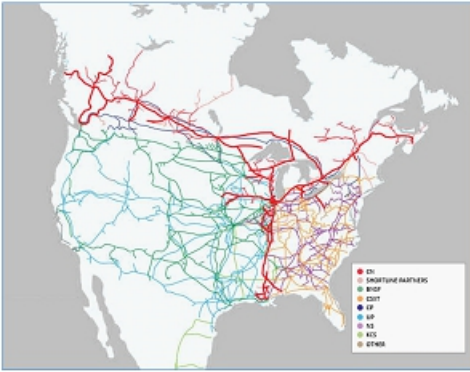 CN
SHORTLINE PARTNERS
BNSF
CSXT
CP
UP
NS
KCS
OTHER